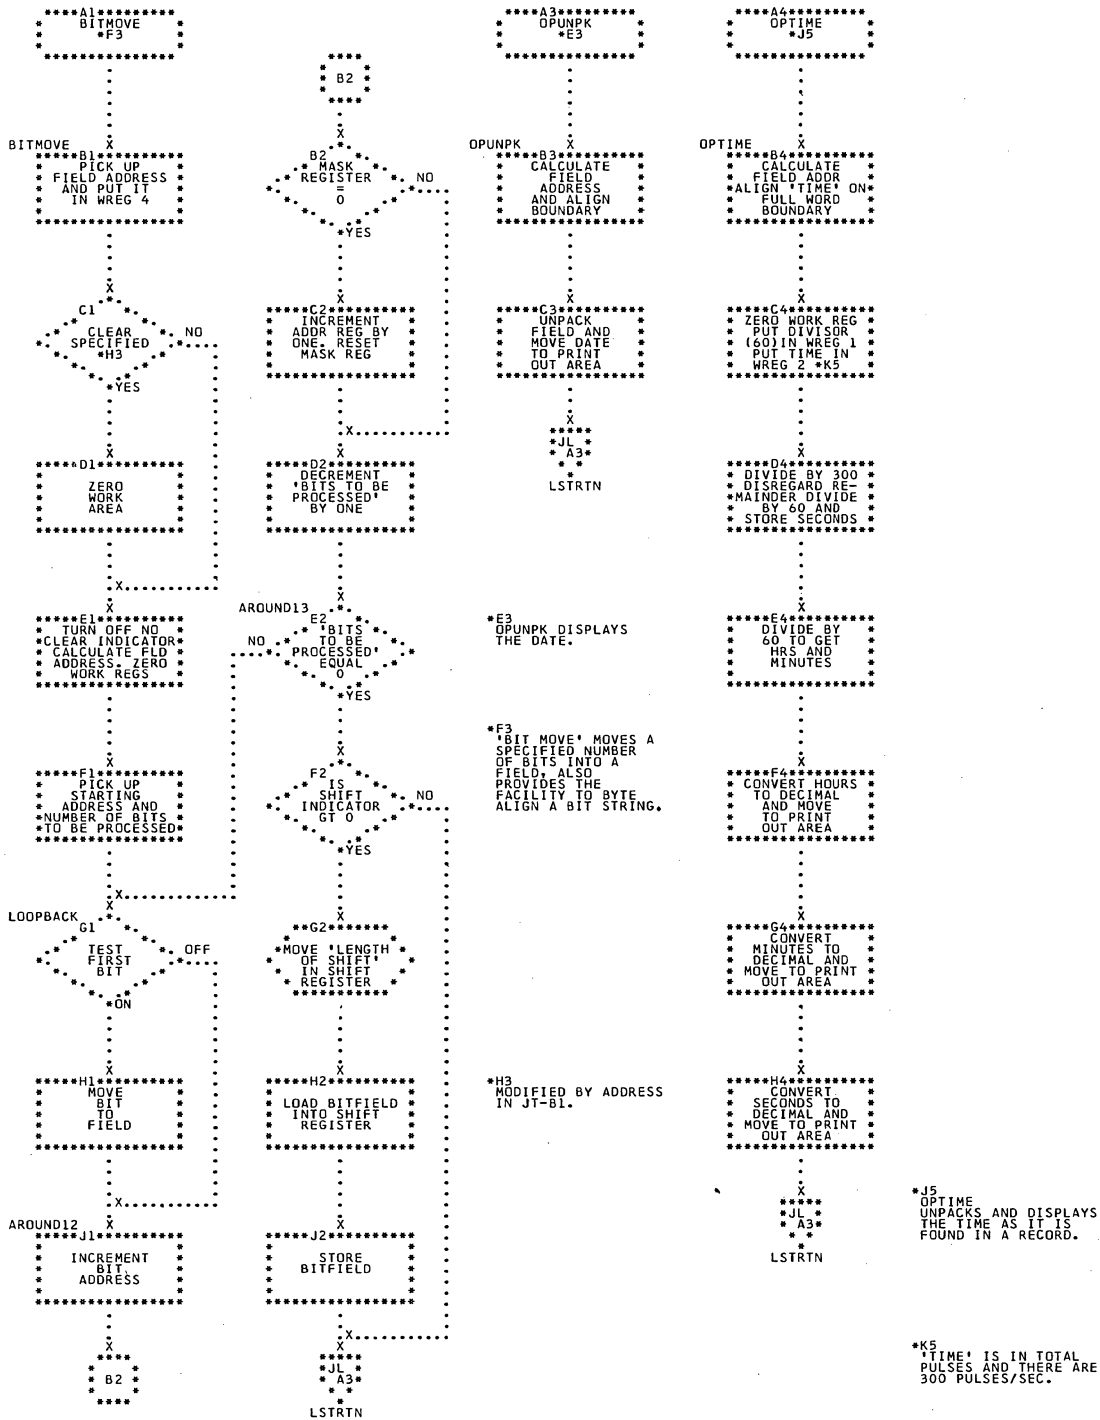 A1
BITMOVE
*F3
BITMOVE
B1
PICK UP
FIELD ADDRESS
AND PUT IT
IN WREG 4
C1
CLEAR
SPECIFIED
*H3
NO
*YES
D1
ZERO
WORK
AREA
E1
TURN OFF NO
CLEAR INDICATOR
CALCULATE FLD
ADDRESS. ZERO
WORK REGS
F1
PICK UP
STARTING
ADDRESS AND
NUMBER OF BITS
TO BE PROCESSED
LOOPBACK
G1
TEST
FIRST
BIT
OFF
*ON
H1
MOVE
BIT
TO
FIELD
AROUND12
J1
INCREMENT
BIT
ADDRESS
B2
B2
B2
MASK
REGISTER
=
0
NO
*YES
C2
INCREMENT
ADDR REG BY
ONE. RESET
MASK REG
D2
DECREMENT
'BITS TO BE
PROCESSED'
BY ONE
AROUND13
E2
'BITS
TO BE
PROCESSED'
EQUAL
0
NO
*YES
F2
IS
SHIFT
INDICATOR
GT 0
NO
*YES
G2
MOVE 'LENGTH
OF SHIFT'
IN SHIFT
REGISTER
H2
LOAD BITFIELD
INTO SHIFT
REGISTER
J2
STORE
BITFIELD
JL
A3
LSTRTN
A3
OPUNPK
*E3
OPUNPK
B3
CALCULATE
FIELD
ADDRESS
AND ALIGN
BOUNDARY
C3
UNPACK
FIELD AND
MOVE DATE
TO PRINT
OUT AREA
JL
A3
LSTRTN
*E3
OPUNPK DISPLAYS
THE DATE.
*F3
'BIT MOVE' MOVES A
SPECIFIED NUMBER
OF BITS INTO A
FIELD, ALSO
PROVIDES THE
FACILITY TO BYTE
ALIGN A BIT STRING.
*H3
MODIFIED BY ADDRESS
IN JT-B1.
A4
OPTIME
*J5
OPTIME
B4
CALCULATE
FIELD ADDR
ALIGN 'TIME' ON
FULL WORD
BOUNDARY
C4
ZERO WORK REG
PUT DIVISOR
(60)IN WREG 1
PUT TIME IN
WREG 2 *K5
D4
DIVIDE BY 300
DISREGARD RE-
MAINDER DIVIDE
BY 60 AND
STORE SECONDS
E4
DIVIDE BY
60 TO GET
HRS AND
MINUTES
F4
CONVERT HOURS
TO DECIMAL
AND MOVE
TO PRINT
OUT AREA
G4
CONVERT
MINUTES TO
DECIMAL AND
MOVE TO PRINT
OUT AREA
H4
CONVERT
SECONDS TO
DECIMAL AND
MOVE TO PRINT
OUT AREA
JL
A3
LSTRTN
*J5
OPTIME
UNPACKS AND DISPLAYS
THE TIME AS IT IS
FOUND IN A RECORD.
*K5
'TIME' IS IN TOTAL
PULSES AND THERE ARE
300 PULSES/SEC.